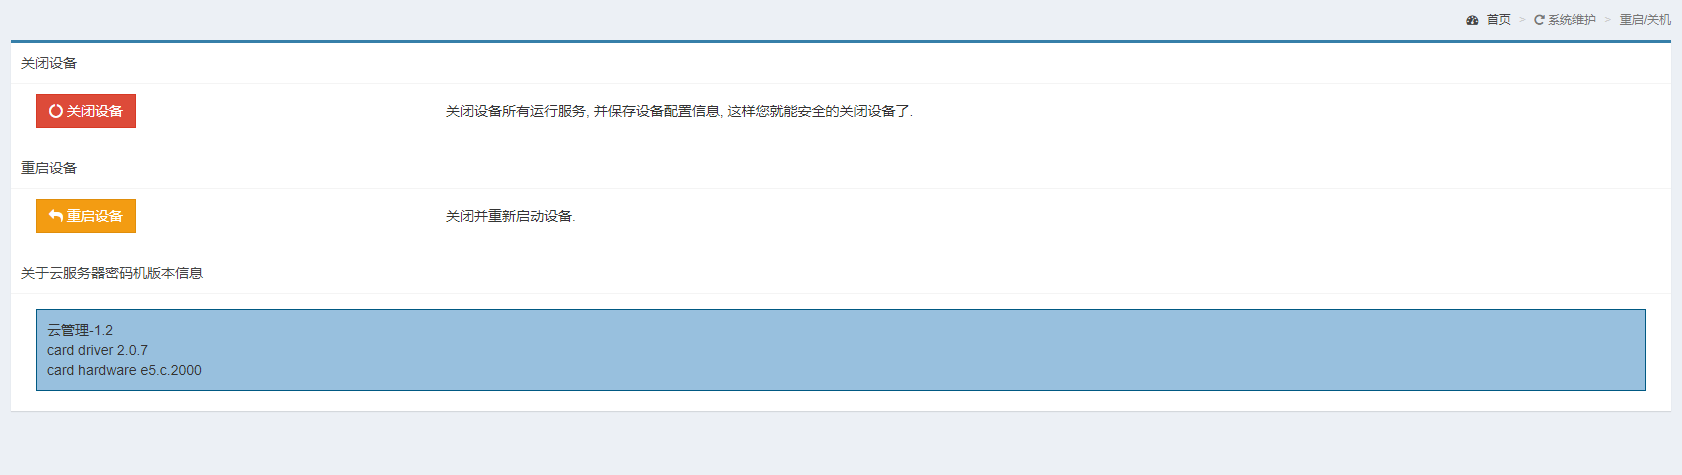 首页 > 系统维护 > 重启/关机
关闭设备
关闭设备 关闭设备所有运行服务, 并保存设备配置信息, 这样您就能安全的关闭设备了.
重启设备
重启设备 关闭并重新启动设备.
关于云服务器密码机版本信息
云管理-1.2
card driver 2.0.7
card hardware e5.c.2000